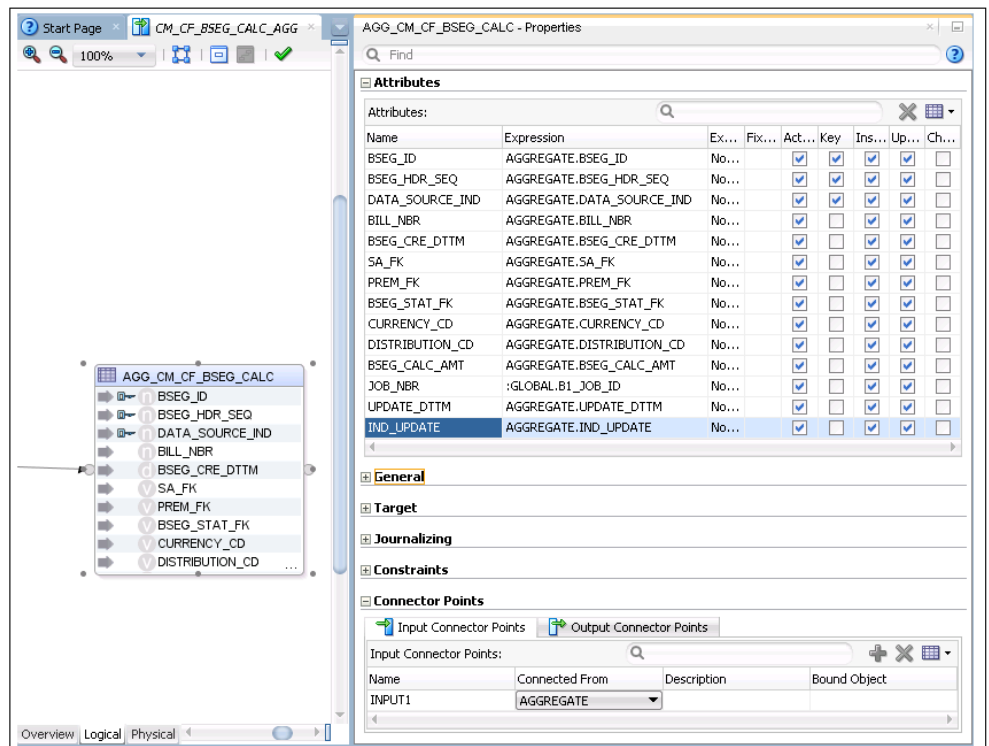 Start Page
CM_CF_BSEG_CALC_AGG
100%
AGG_CM_CF_BSEG_CALC
BSEG_ID
BSEG_HDR_SEQ
DATA_SOURCE_IND
BILL_NBR
BSEG_CRE_DTTM
SA_FK
PREM_FK
BSEG_STAT_FK
CURRENCY_CD
DISTRIBUTION_CD
...
Overview Logical Physical
AGG_CM_CF_BSEG_CALC - Properties
Find
Attributes
Attributes:
Name Expression Ex... Fix... Act... Key Ins... Up... Ch...
BSEG_ID AGGREGATE.BSEG_ID No...
BSEG_HDR_SEQ AGGREGATE.BSEG_HDR_SEQ No...
DATA_SOURCE_IND AGGREGATE.DATA_SOURCE_IND No...
BILL_NBR AGGREGATE.BILL_NBR No...
BSEG_CRE_DTTM AGGREGATE.BSEG_CRE_DTTM No...
SA_FK AGGREGATE.SA_FK No...
PREM_FK AGGREGATE.PREM_FK No...
BSEG_STAT_FK AGGREGATE.BSEG_STAT_FK No...
CURRENCY_CD AGGREGATE.CURRENCY_CD No...
DISTRIBUTION_CD AGGREGATE.DISTRIBUTION_CD No...
BSEG_CALC_AMT AGGREGATE.BSEG_CALC_AMT No...
JOB_NBR :GLOBAL.B1_JOB_ID No...
UPDATE_DTTM AGGREGATE.UPDATE_DTTM No...
IND_UPDATE AGGREGATE.IND_UPDATE No...
General
Target
Journalizing
Constraints
Connector Points
Input Connector Points Output Connector Points
Input Connector Points:
Name Connected From Description Bound Object
INPUT1 AGGREGATE